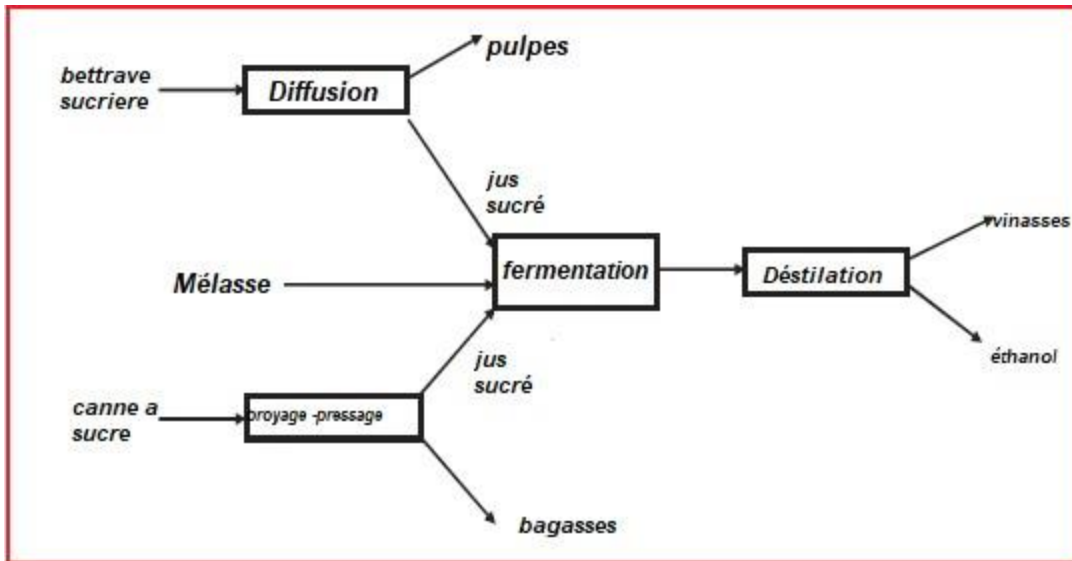 pulpes
bettrave
sucriere
Diffusion
jus
sucré
vinasses
fermentation
Mélasse
Déstilation
éthanol
jus
sucré
canne a
sucre
broyage -pressage
bagasses